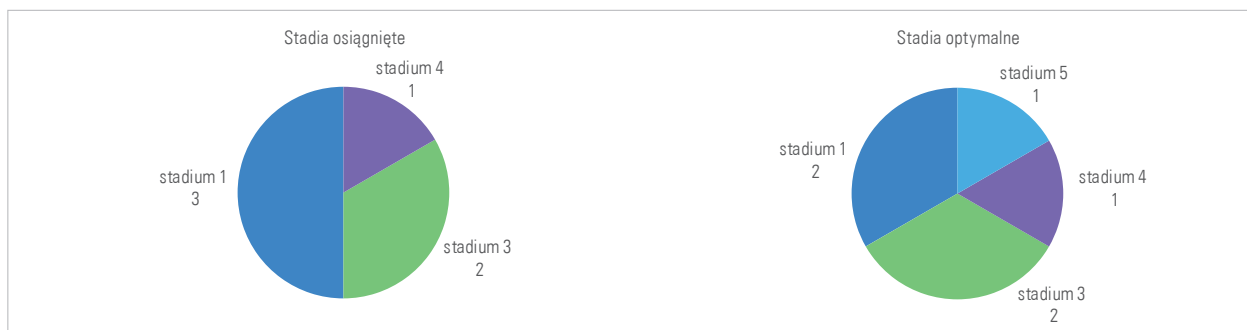 Stadia osiągnięte
stadium 4
1
stadium 1
3
stadium 3
2
Stadia optymalne
stadium 5
1
stadium 1
2
stadium 4
1
stadium 3
2